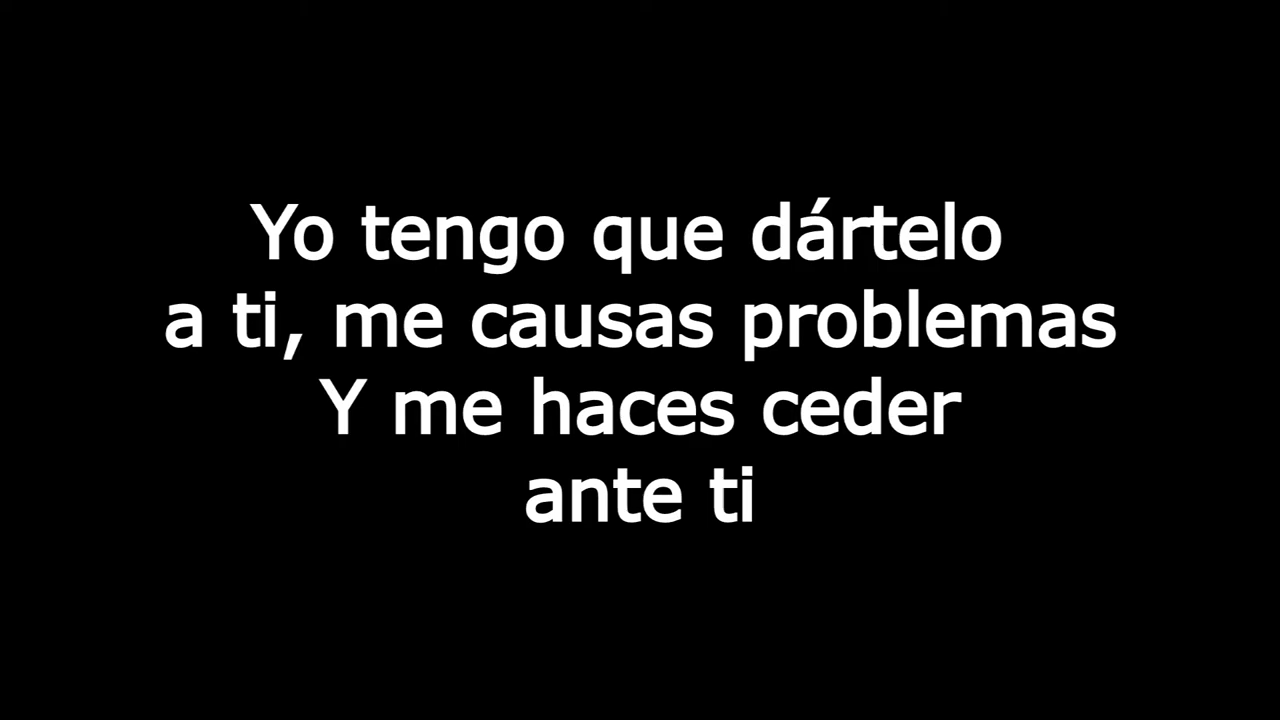 Yo tengo que dártelo
a ti, me causas problemas
Y me haces ceder
ante ti